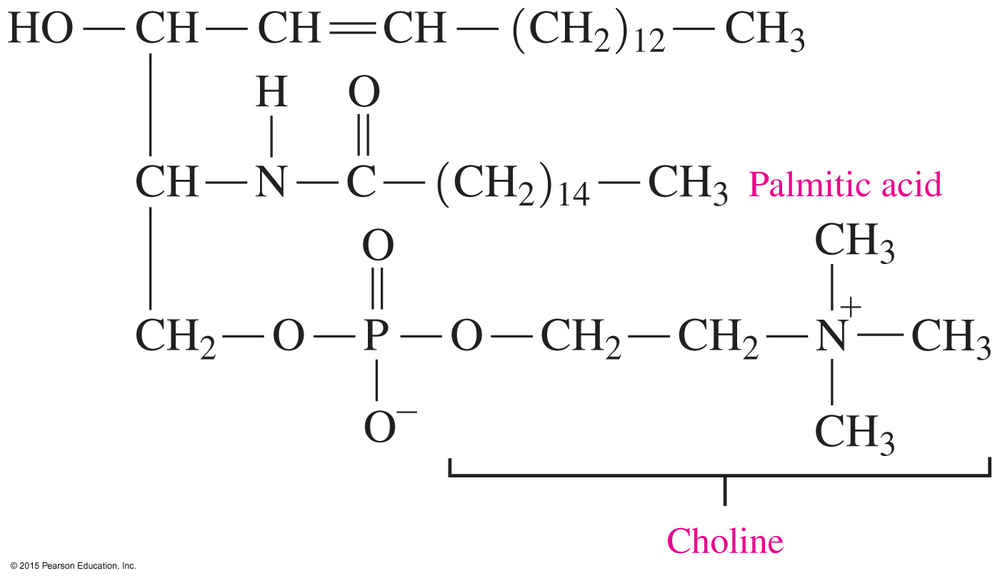 HO — CH — CH = CH — (CH₂)₁₂ — CH₃
H O
CH — N — C — (CH₂)₁₄ — CH₃ Palmitic acid
O CH₃
CH₂ — O — P — O — CH₂ — CH₂ — N⁺ — CH₃
O⁻ CH₃
Choline
© 2015 Pearson Education, Inc.